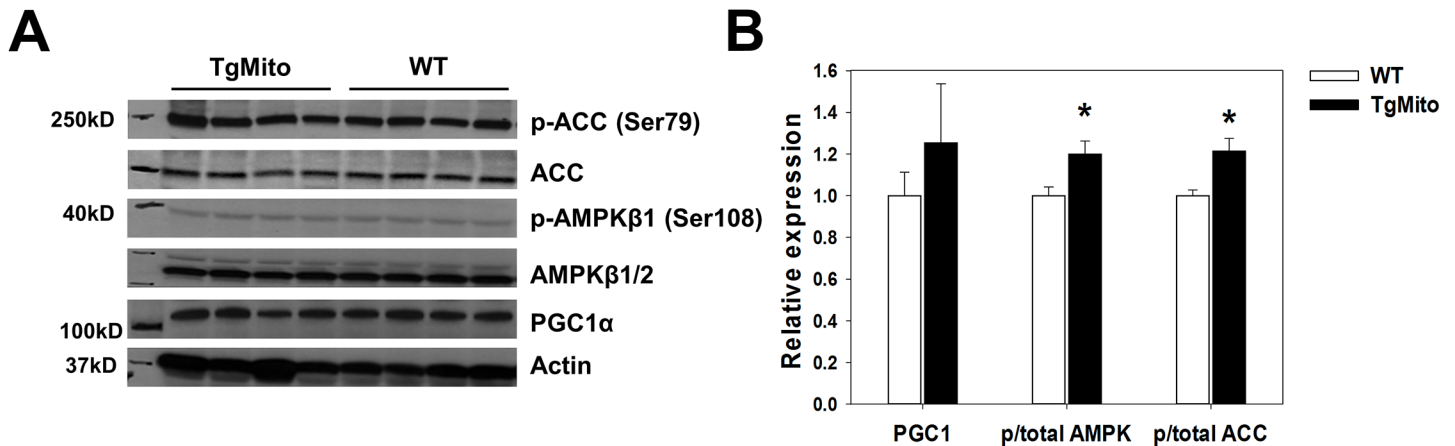 A
TgMito WT
250kD
p-ACC (Ser79)
ACC
40kD
p-AMPKβ1 (Ser108)
AMPKβ1/2
PGC1α
100kD
37kD
Actin
B
WT
TgMito
Relative expression
1.6
1.4
1.2
1.0
0.8
0.6
0.4
0.2
0.0
* *
PGC1 p/total AMPK p/total ACC